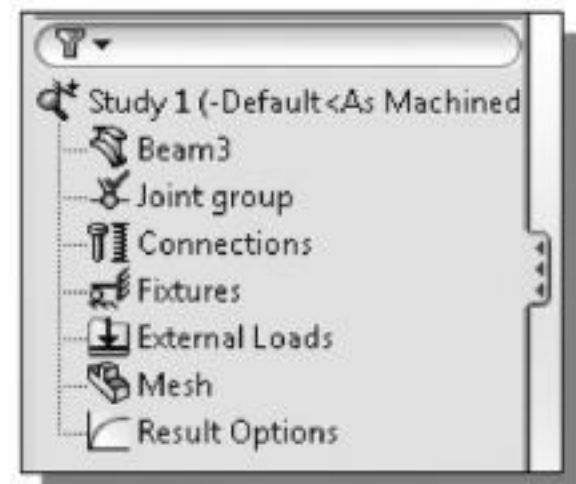 Study 1 (-Default<As Machined
Beam3
Joint group
Connections
Fixtures
External Loads
Mesh
Result Options